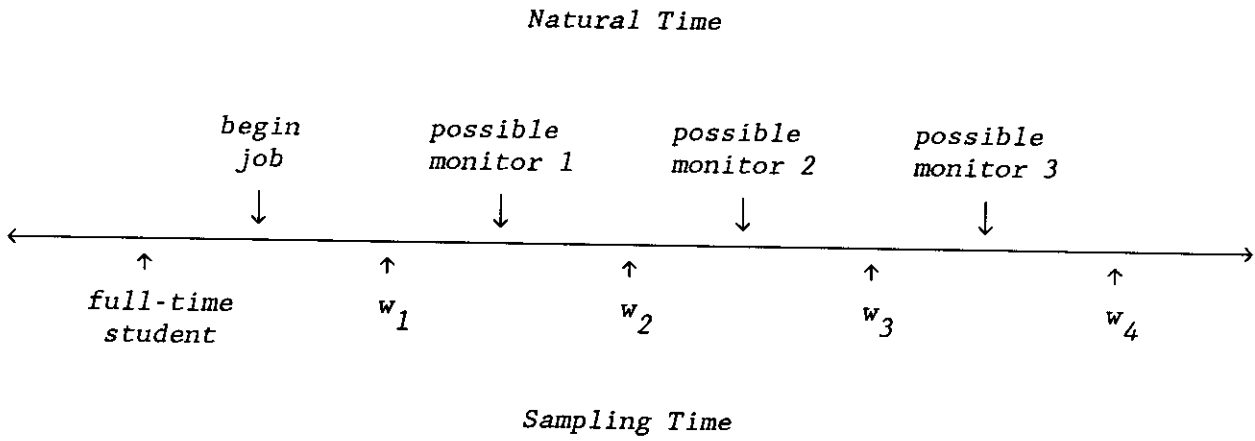 Natural Time
begin
job
possible
monitor 1
possible
monitor 2
possible
monitor 3
full-time
student
w1
w2
w3
w4
Sampling Time